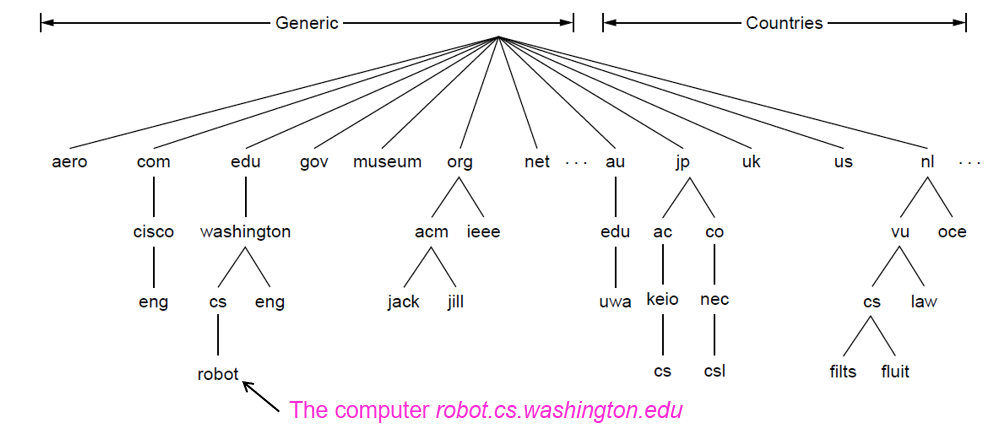 Generic Countries
aero com edu gov museum org net ... au jp uk us nl ...
cisco washington acm ieee edu ac co vu oce
eng cs eng jack jill uwa keio nec cs law
robot cs csl filts fluit
The computer robot.cs.washington.edu